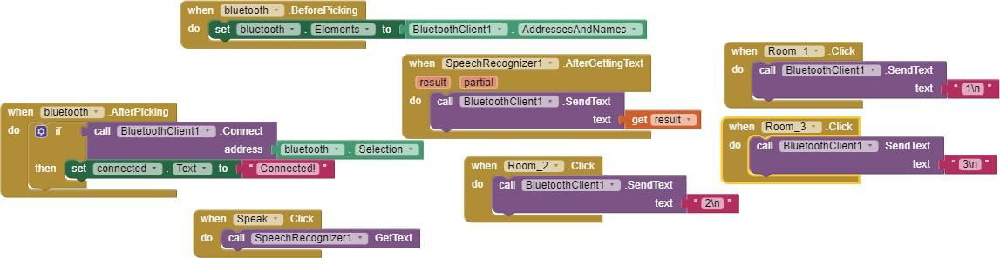 when bluetooth .BeforePicking
do set bluetooth . Elements to BluetoothClient1 . AddressesAndNames
when SpeechRecognizer1 .AfterGettingText
result partial
do call BluetoothClient1 .SendText
text get result
when Room_1 .Click
do call BluetoothClient1 .SendText
text " 1\n "
when bluetooth .AfterPicking
do if call BluetoothClient1 .Connect
address bluetooth . Selection
then set connected . Text to " Connected! "
when Room_3 .Click
do call BluetoothClient1 .SendText
text " 3\n "
when Room_2 .Click
do call BluetoothClient1 .SendText
text " 2\n "
when Speak .Click
do call SpeechRecognizer1 .GetText